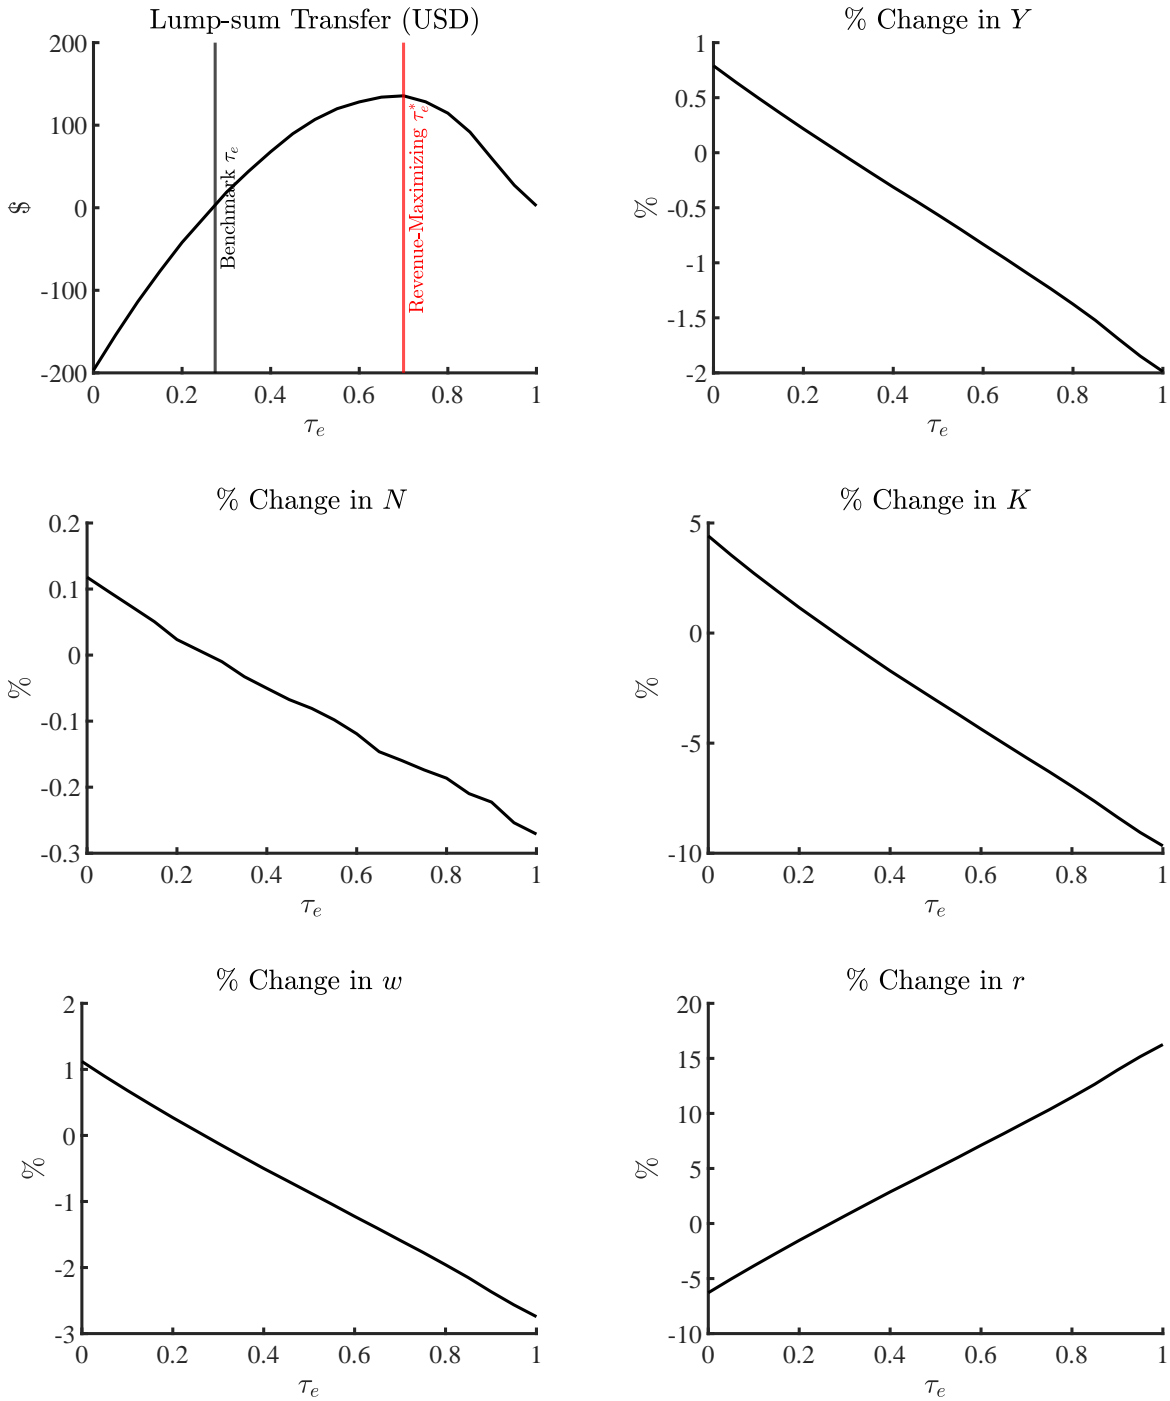 Lump-sum Transfer (USD)
200
100
0
-100
-200
$
Benchmark τe
Revenue-Maximizing τe*
0 0.2 0.4 0.6 0.8 1
τe
% Change in Y
1
0.5
0
-0.5
-1
-1.5
-2
%
0 0.2 0.4 0.6 0.8 1
τe
% Change in N
0.2
0.1
0
-0.1
-0.2
-0.3
%
0 0.2 0.4 0.6 0.8 1
τe
% Change in K
5
0
-5
-10
%
0 0.2 0.4 0.6 0.8 1
τe
% Change in w
2
1
0
-1
-2
-3
%
0 0.2 0.4 0.6 0.8 1
τe
% Change in r
20
15
10
5
0
-5
-10
%
0 0.2 0.4 0.6 0.8 1
τe